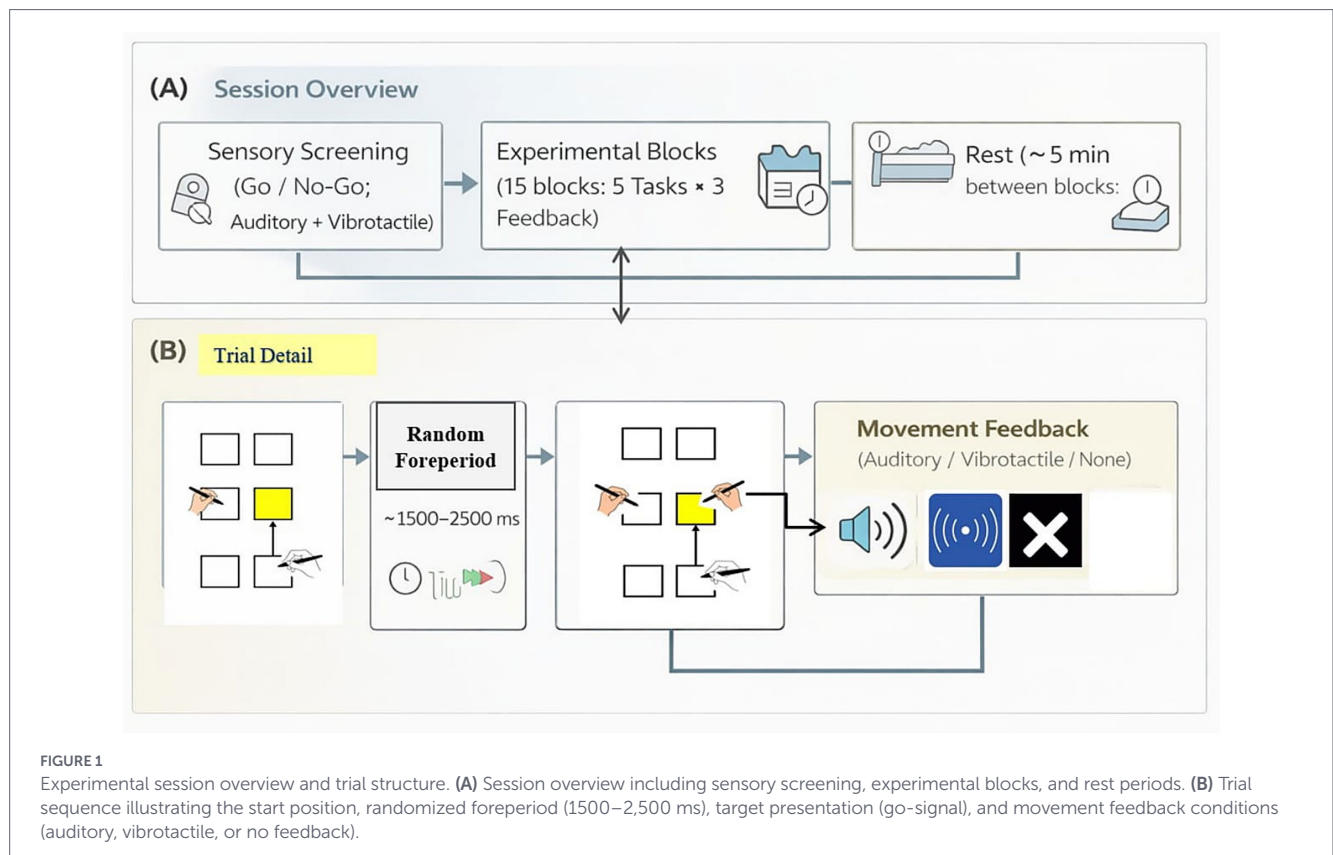 (A) Session Overview
Sensory Screening
(Go / No-Go;
Auditory + Vibrotactile)
Experimental Blocks
(15 blocks: 5 Tasks × 3
Feedback)
Rest (~ 5 min
between blocks:
(B) Trial Detail
Random
Foreperiod
~1500–2500 ms
Movement Feedback
(Auditory / Vibrotactile / None)
FIGURE 1
Experimental session overview and trial structure. (A) Session overview including sensory screening, experimental blocks, and rest periods. (B) Trial
sequence illustrating the start position, randomized foreperiod (1500–2,500 ms), target presentation (go-signal), and movement feedback conditions
(auditory, vibrotactile, or no feedback).